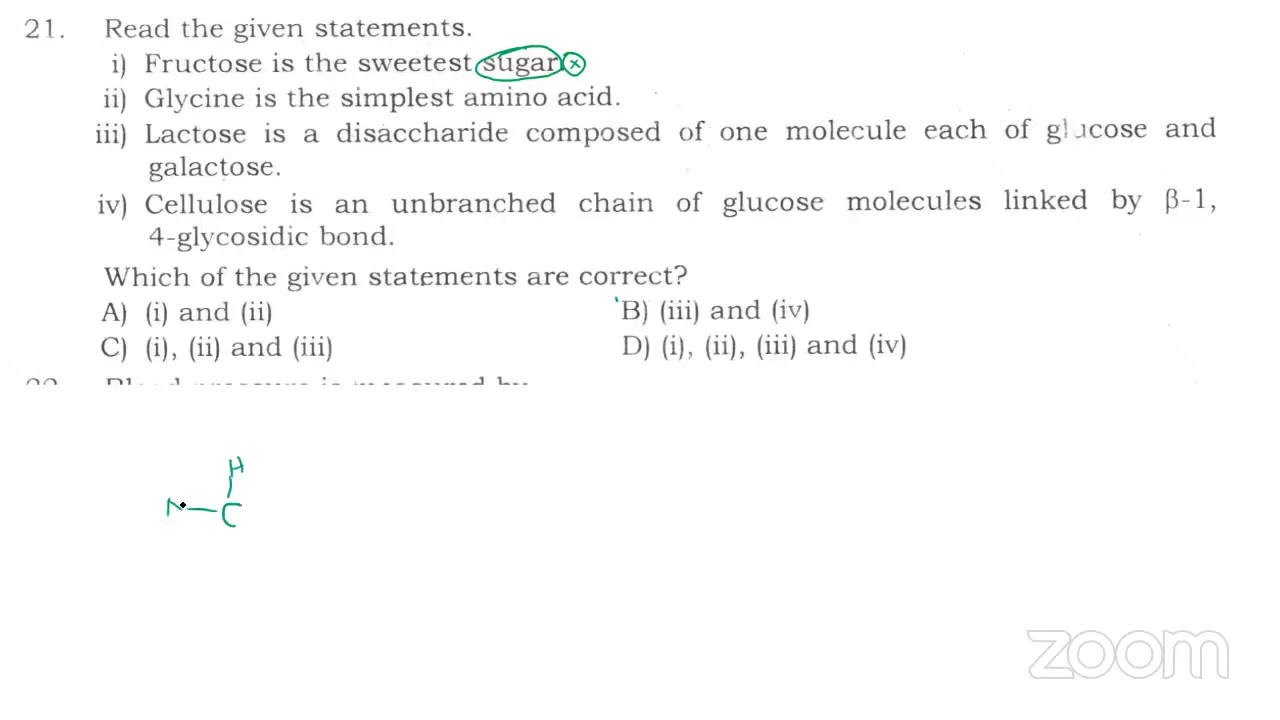 21. Read the given statements.
i) Fructose is the sweetest sugar x
ii) Glycine is the simplest amino acid.
iii) Lactose is a disaccharide composed of one molecule each of glucose and
galactose.
iv) Cellulose is an unbranched chain of glucose molecules linked by β-1,
4-glycosidic bond.
Which of the given statements are correct?
A) (i) and (ii) B) (iii) and (iv)
C) (i), (ii) and (iii) D) (i), (ii), (iii) and (iv)
H
N-C
zoom